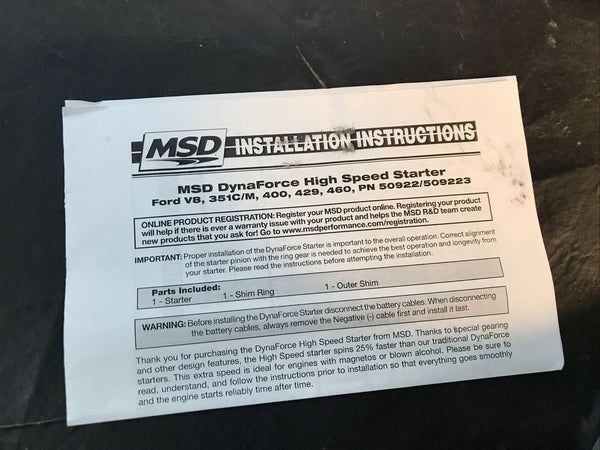 MSD INSTALLATION INSTRUCTIONS
MSD DynaForce High Speed Starter
Ford V8, 351C/M, 400, 429, 460, PN 50922/509223
ONLINE PRODUCT REGISTRATION: Register your MSD product online. Registering your product
will help if there is ever a warranty issue with your product and helps the MSD R&D team create
new products that you ask for! Go to www.msdperformance.com/registration.
IMPORTANT: Proper installation of the DynaForce Starter is important to the overall operation. Correct alignment
of the starter pinion with the ring gear is needed to achieve the best operation and longevity from
your starter. Please read the instructions before attempting the installation.
Parts Included:
1 - Starter 1 - Shim Ring 1 - Outer Shim
WARNING: Before installing the DynaForce Starter disconnect the battery cables. When disconnecting
the battery cables, always remove the Negative (-) cable first and install it last.
Thank you for purchasing the DynaForce High Speed Starter from MSD. Thanks to special gearing
and other design features, the High Speed starter spins 25% faster than our traditional DynaForce
starters. This extra speed is ideal for engines with magnetos or blown alcohol. Please be sure to
read, understand, and follow the instructions prior to installation so that everything goes smoothly
and the engine starts reliably time after time.